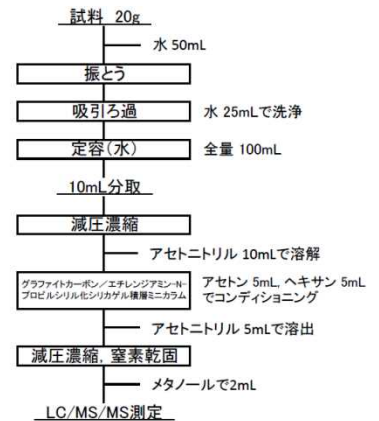 試料 20g
水 50mL
振とう
吸引ろ過 水 25mLで洗浄
定容(水) 全量 100mL
10mL分取
減圧濃縮
アセトニトリル 10mLで溶解
グラファイトカーボン/エチレンジアミン-N-
プロピルシリル化シリカゲル積層ミニカラム
アセトン 5mL, ヘキサン 5mL
でコンディショニング
アセトニトリル 5mLで溶出
減圧濃縮, 窒素乾固
メタノールで2mL
LC/MS/MS測定